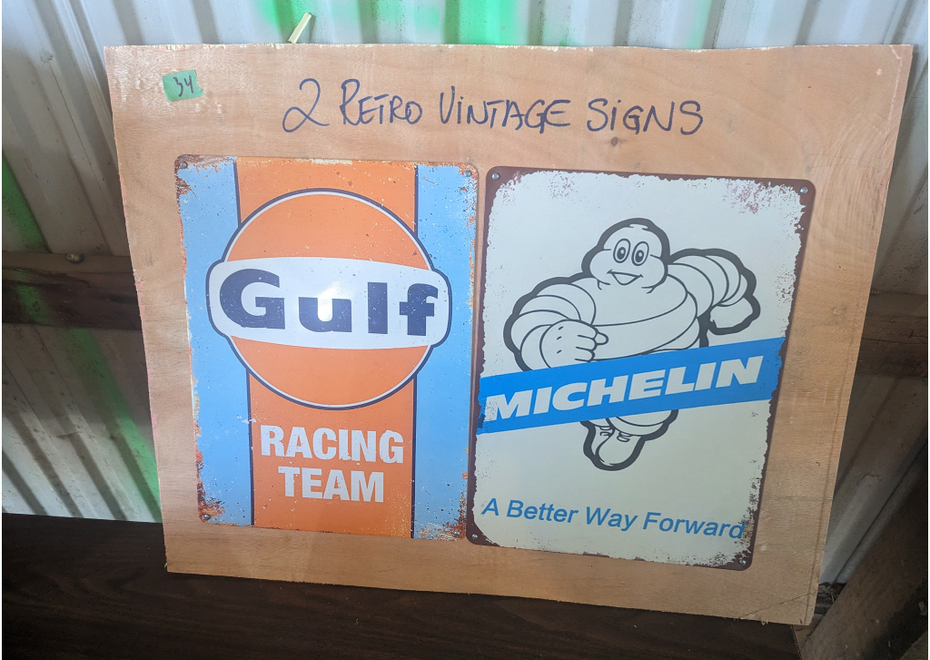 34
2 RETRO VINTAGE SIGNS
Gulf
RACING
TEAM
MICHELIN
A Better Way Forward